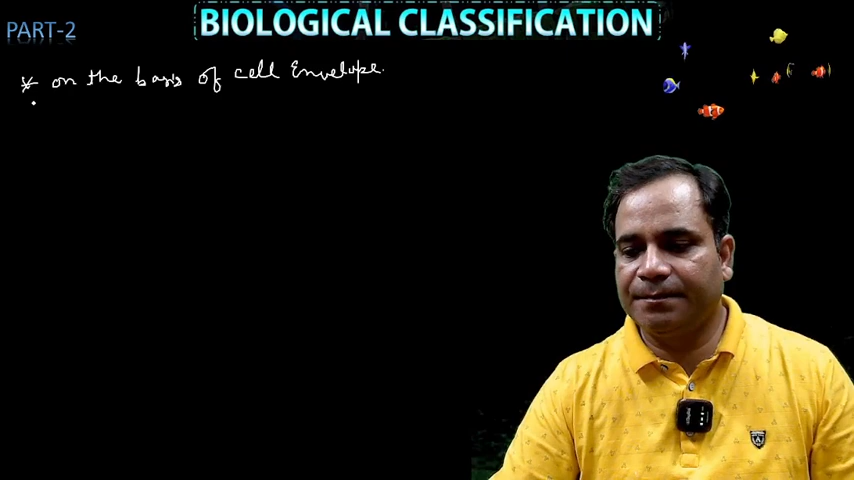 PART-2
BIOLOGICAL CLASSIFICATION
* on the basis of cell Envelope.